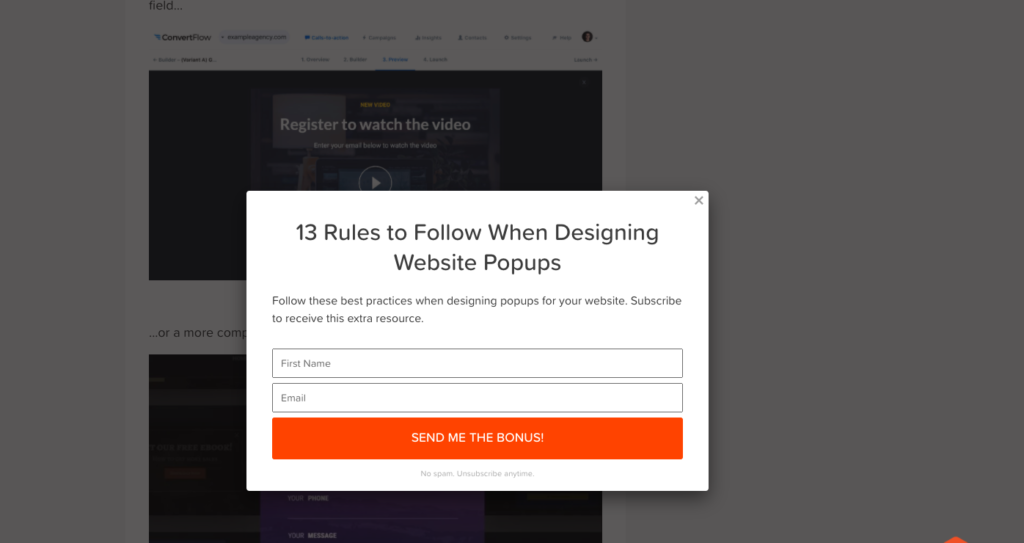 field...
ConvertFlow
exampleagency.com
Calls to action
Campaigns
Insights
Contacts
Settings
Help
1. Overview
2. Builder
3. Preview
4. Launch
NEW VIDEO
Register to watch the video
Enter your email below to watch the video
13 Rules to Follow When Designing
Website Popups
Follow these best practices when designing popups for your website. Subscribe
to receive this extra resource.
...or a more comp
First Name
Email
SEND ME THE BONUS!
No spam. Unsubscribe anytime.
YOUR PHONE
YOUR MESSAGE